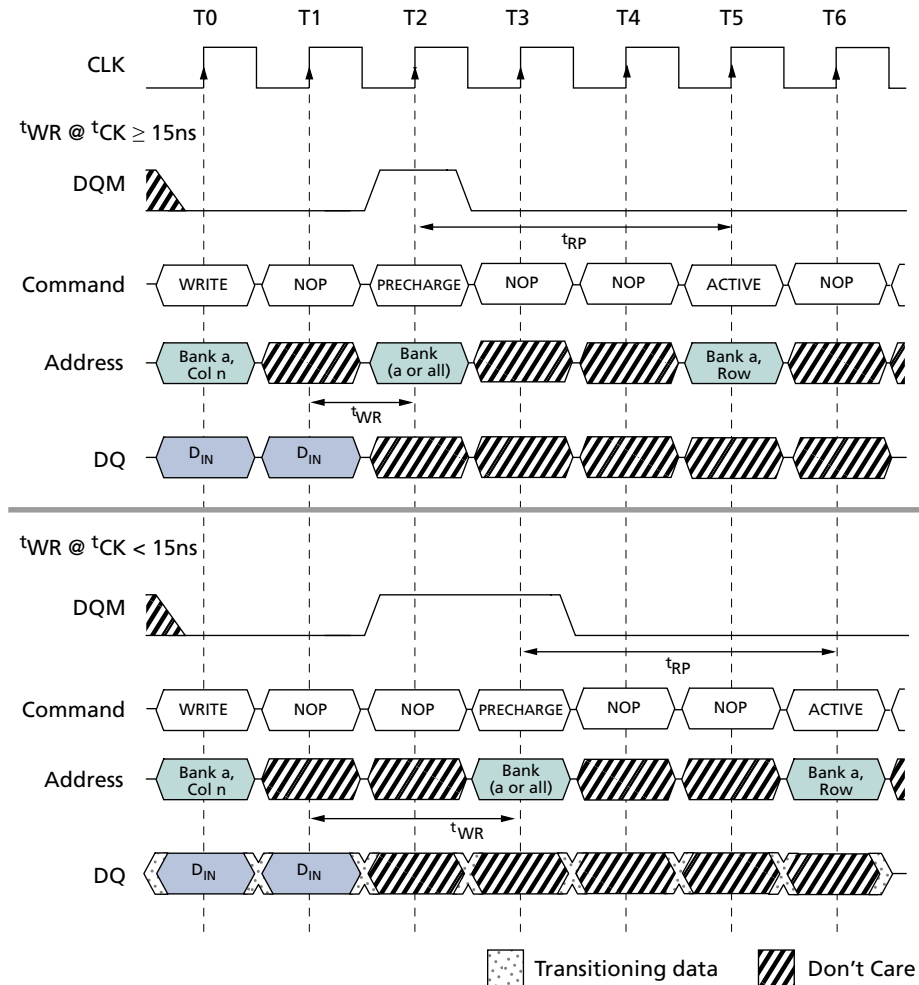 T0 T1 T2 T3 T4 T5 T6
CLK
tWR @ tCK ≥ 15ns
DQM
tRP
Command WRITE NOP PRECHARGE NOP NOP ACTIVE NOP
Address Bank a, Col n Bank (a or all) Bank a, Row
tWR
DQ DIN DIN
tWR @ tCK < 15ns
DQM
tRP
Command WRITE NOP NOP PRECHARGE NOP NOP ACTIVE
Address Bank a, Col n Bank (a or all) Bank a, Row
tWR
DQ DIN DIN
Transitioning data Don't Care